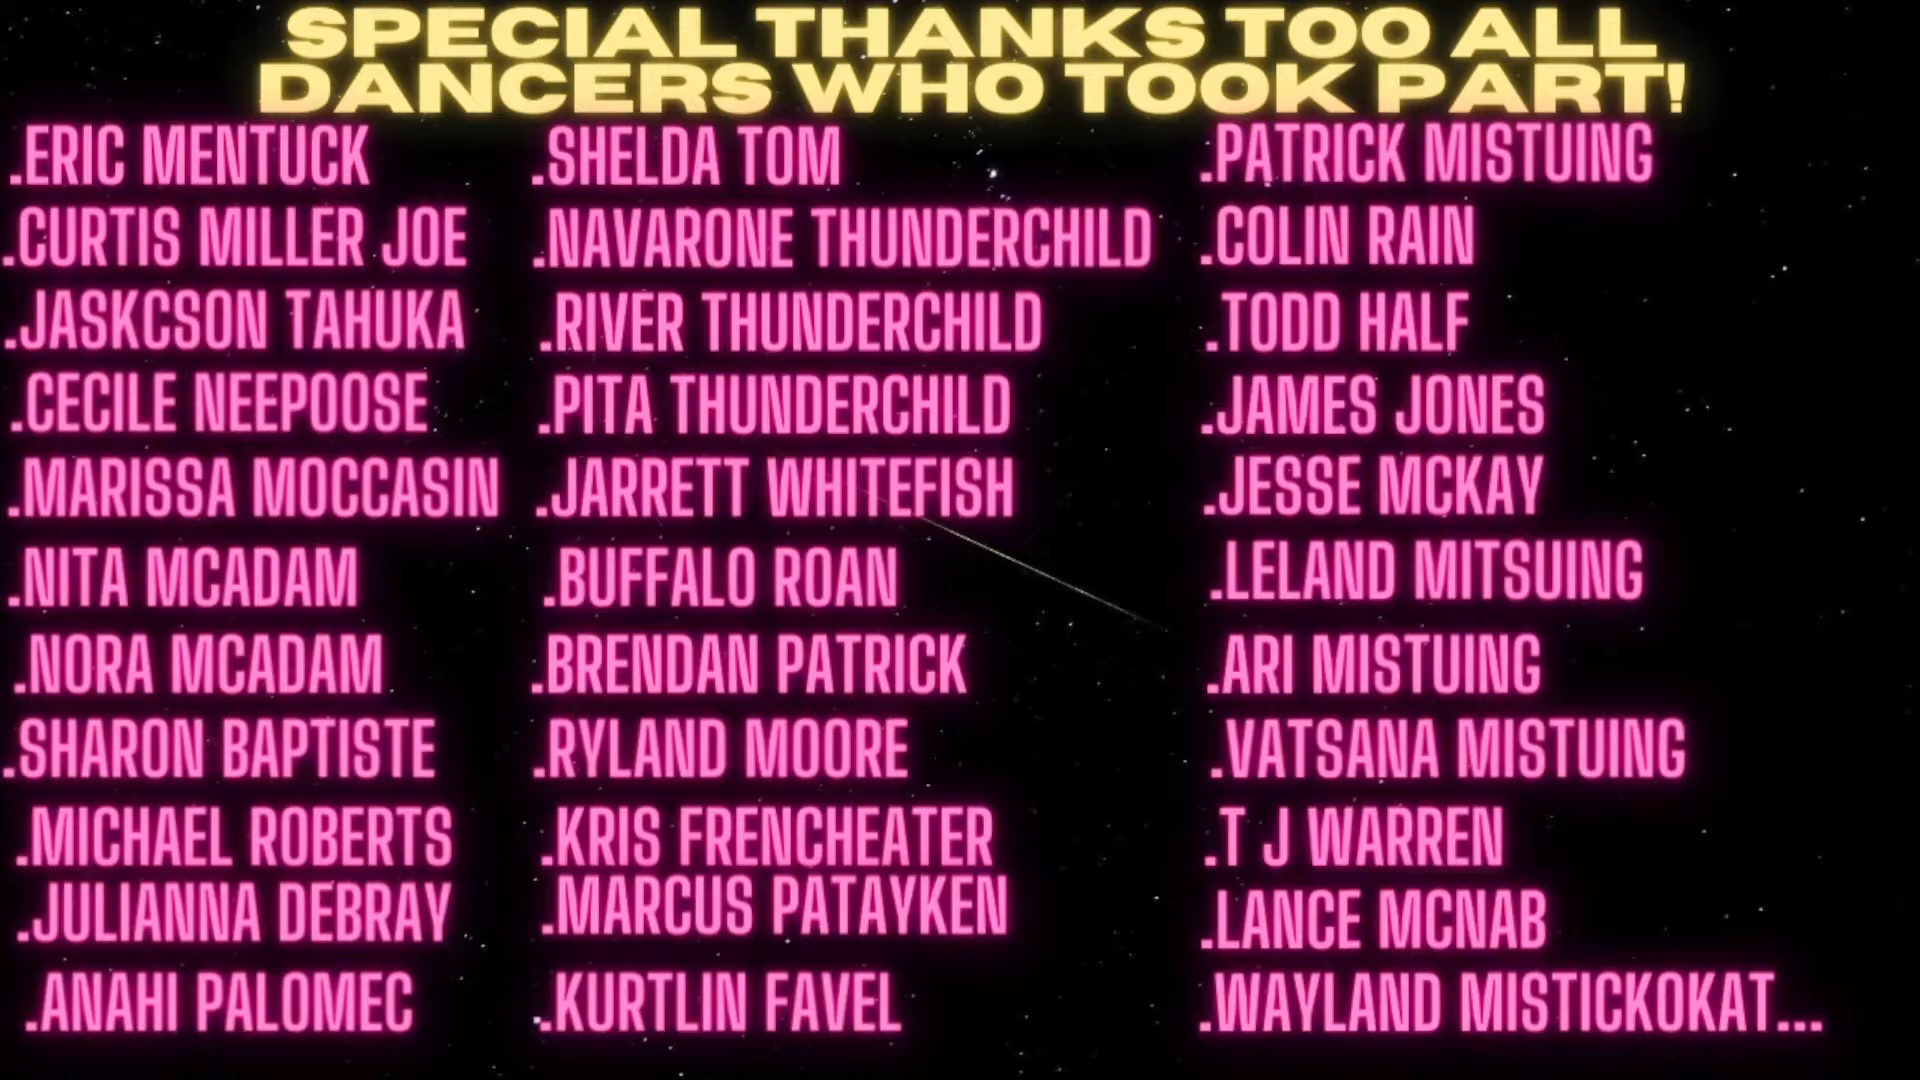 SPECIAL THANKS TOO ALL
DANCERS WHO TOOK PART!
.ERIC MENTUCK
.CURTIS MILLER JOE
.JASKCSON TAHUKA
.CECILE NEEPOOSE
.MARISSA MOCCASIN
.NITA MCADAM
.NORA MCADAM
.SHARON BAPTISTE
.MICHAEL ROBERTS
.JULIANNA DEBRAY
.ANAHI PALOMEC
.SHELDA TOM
.NAVARONE THUNDERCHILD
.RIVER THUNDERCHILD
.PITA THUNDERCHILD
.JARRETT WHITEFISH
.BUFFALO ROAN
.BRENDAN PATRICK
.RYLAND MOORE
.KRIS FRENCHEATER
.MARCUS PATAYKEN
.KURTLIN FAVEL
.PATRICK MISTUING
.COLIN RAIN
.TODD HALF
.JAMES JONES
.JESSE MCKAY
.LELAND MITSUING
.ARI MISTUING
.VATSANA MISTUING
.T J WARREN
.LANCE MCNAB
.WAYLAND MISTICKOKAT...